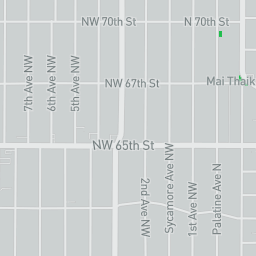 NW 70th St
N 70th St
NW 67th St
Mai Thaik
7th Ave NW
6th Ave NW
5th Ave NW
NW 65th St
2nd Ave NW
Sycamore Ave NW
1st Ave NW
Palatine Ave N